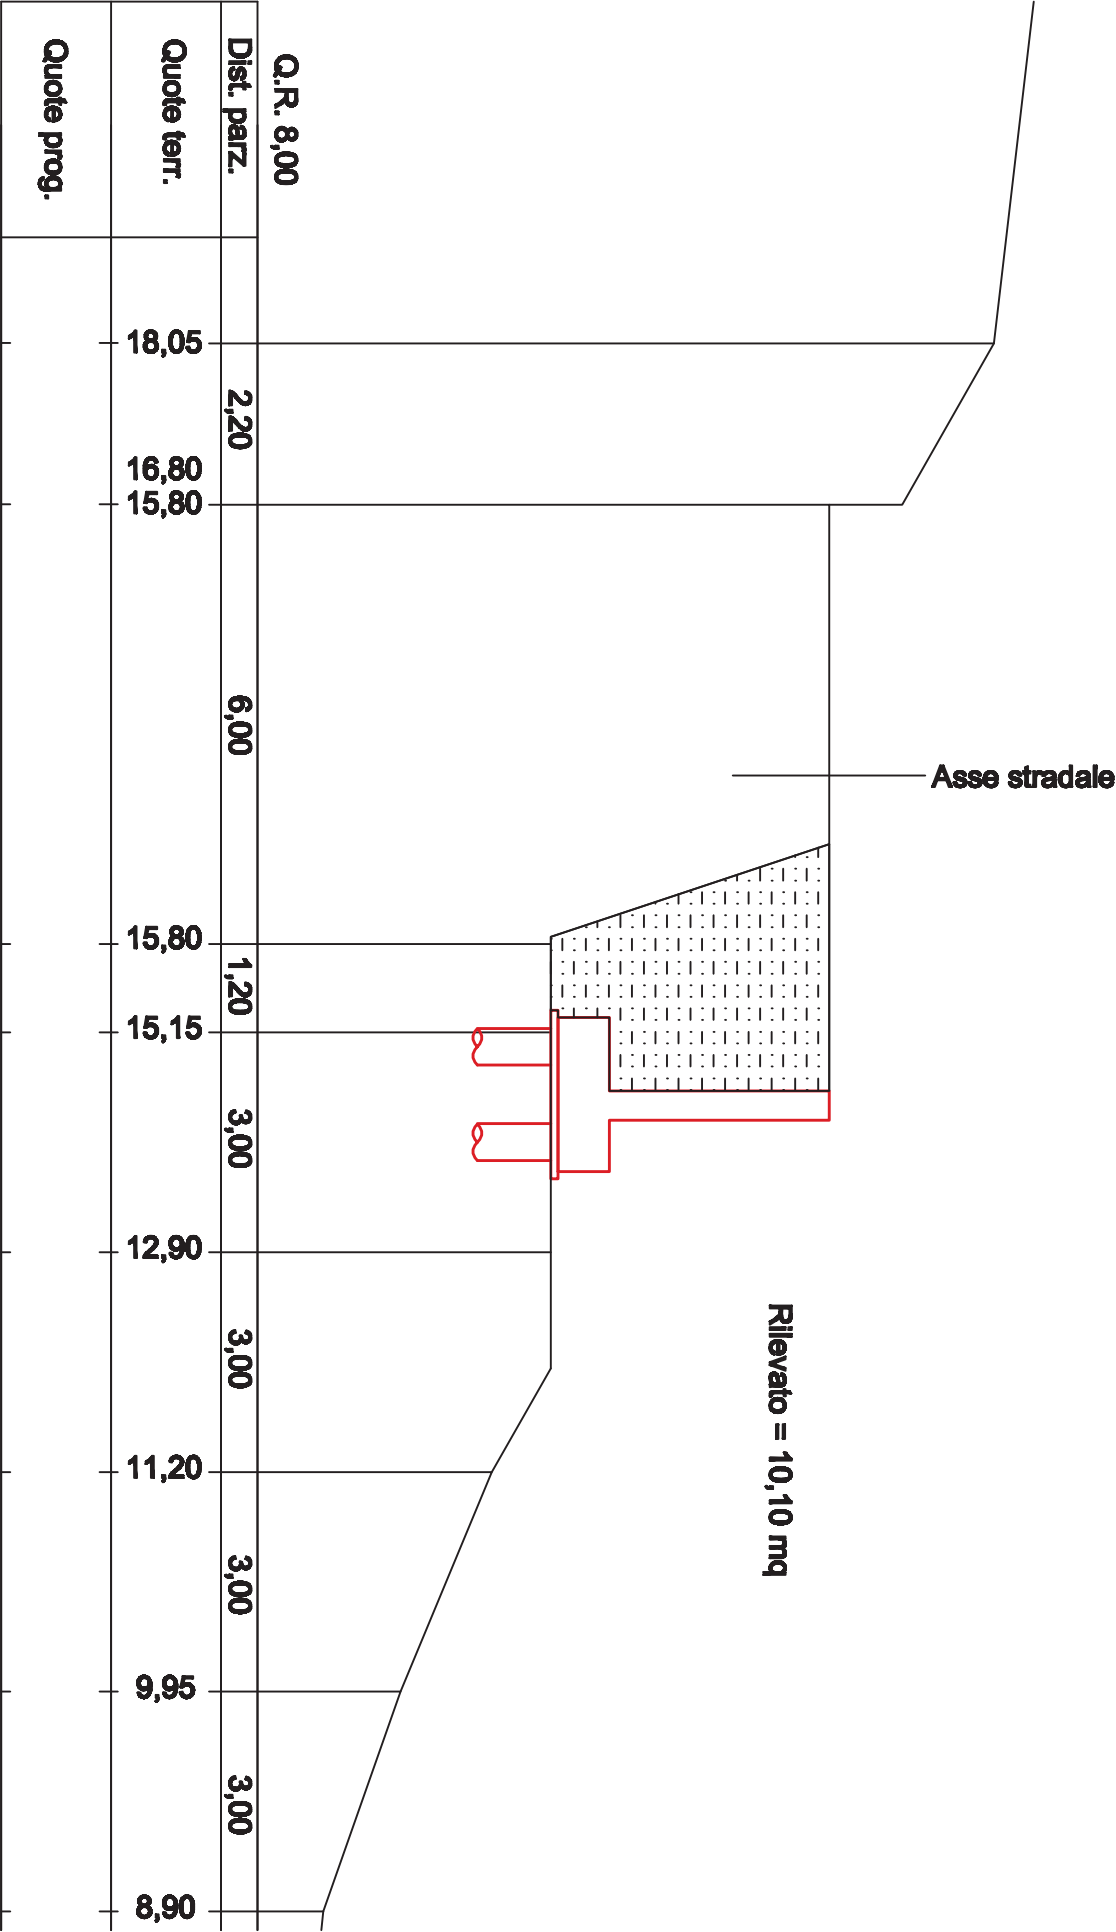 Q.R. 8,00
Dist. parz.
2,20
6,00
1,20
3,00
3,00
3,00
3,00
Quote terr.
18,05
16,80
15,80
15,80
15,15
12,90
11,20
9,95
8,90
Quote prog.
Asse stradale
Rilevato = 10,10 mq